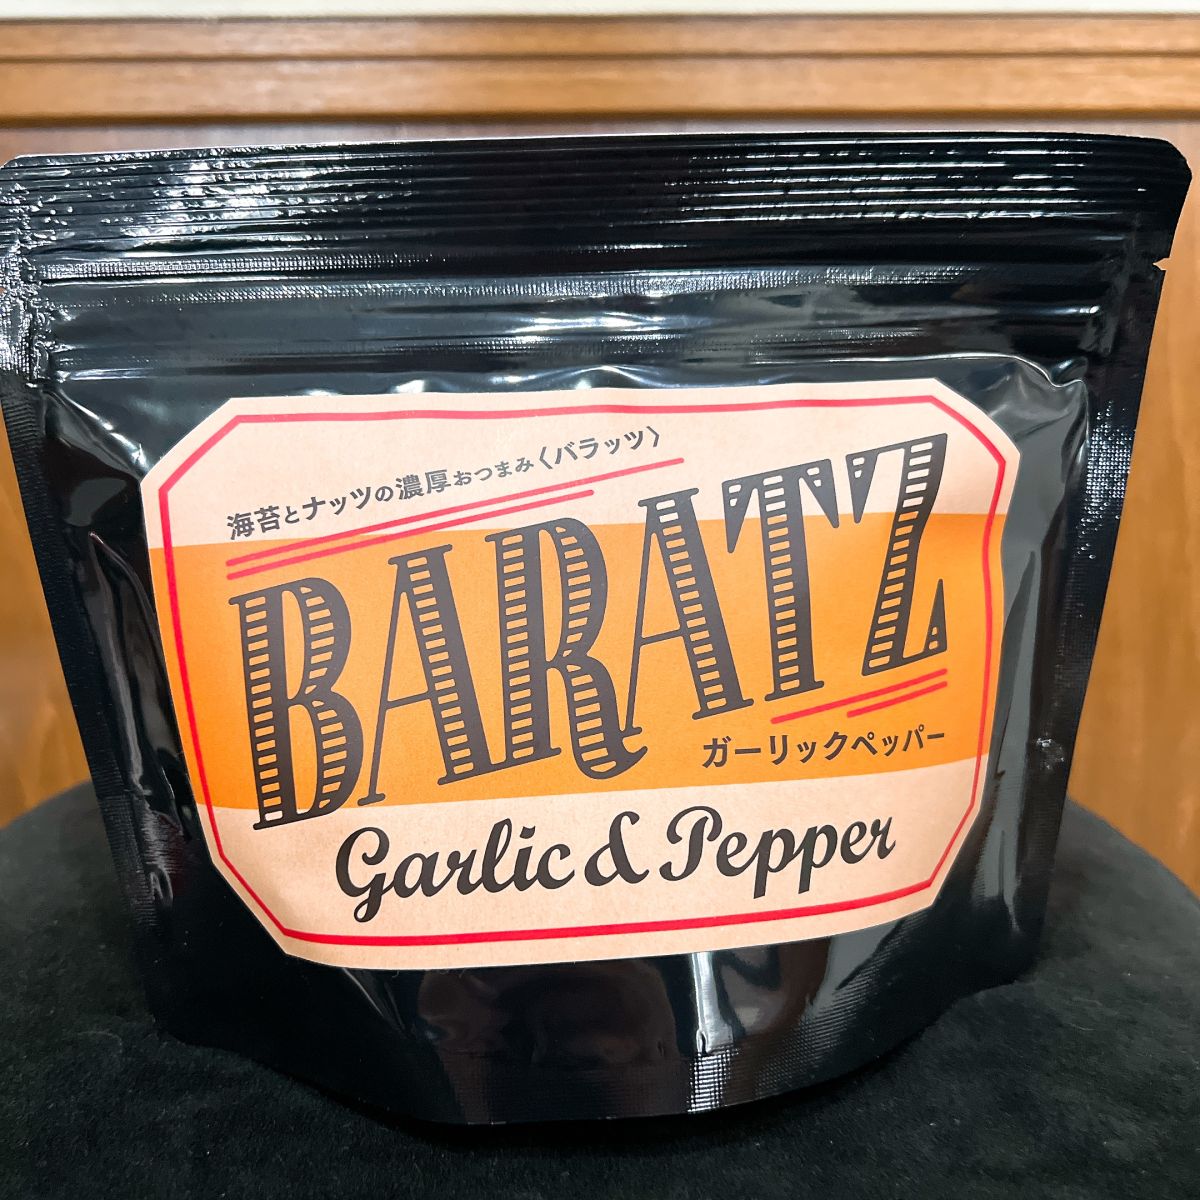 海苔とナッツの濃厚おつまみ〈バラッツ〉
BARATZ
ガーリックペッパー
Garlic & Pepper